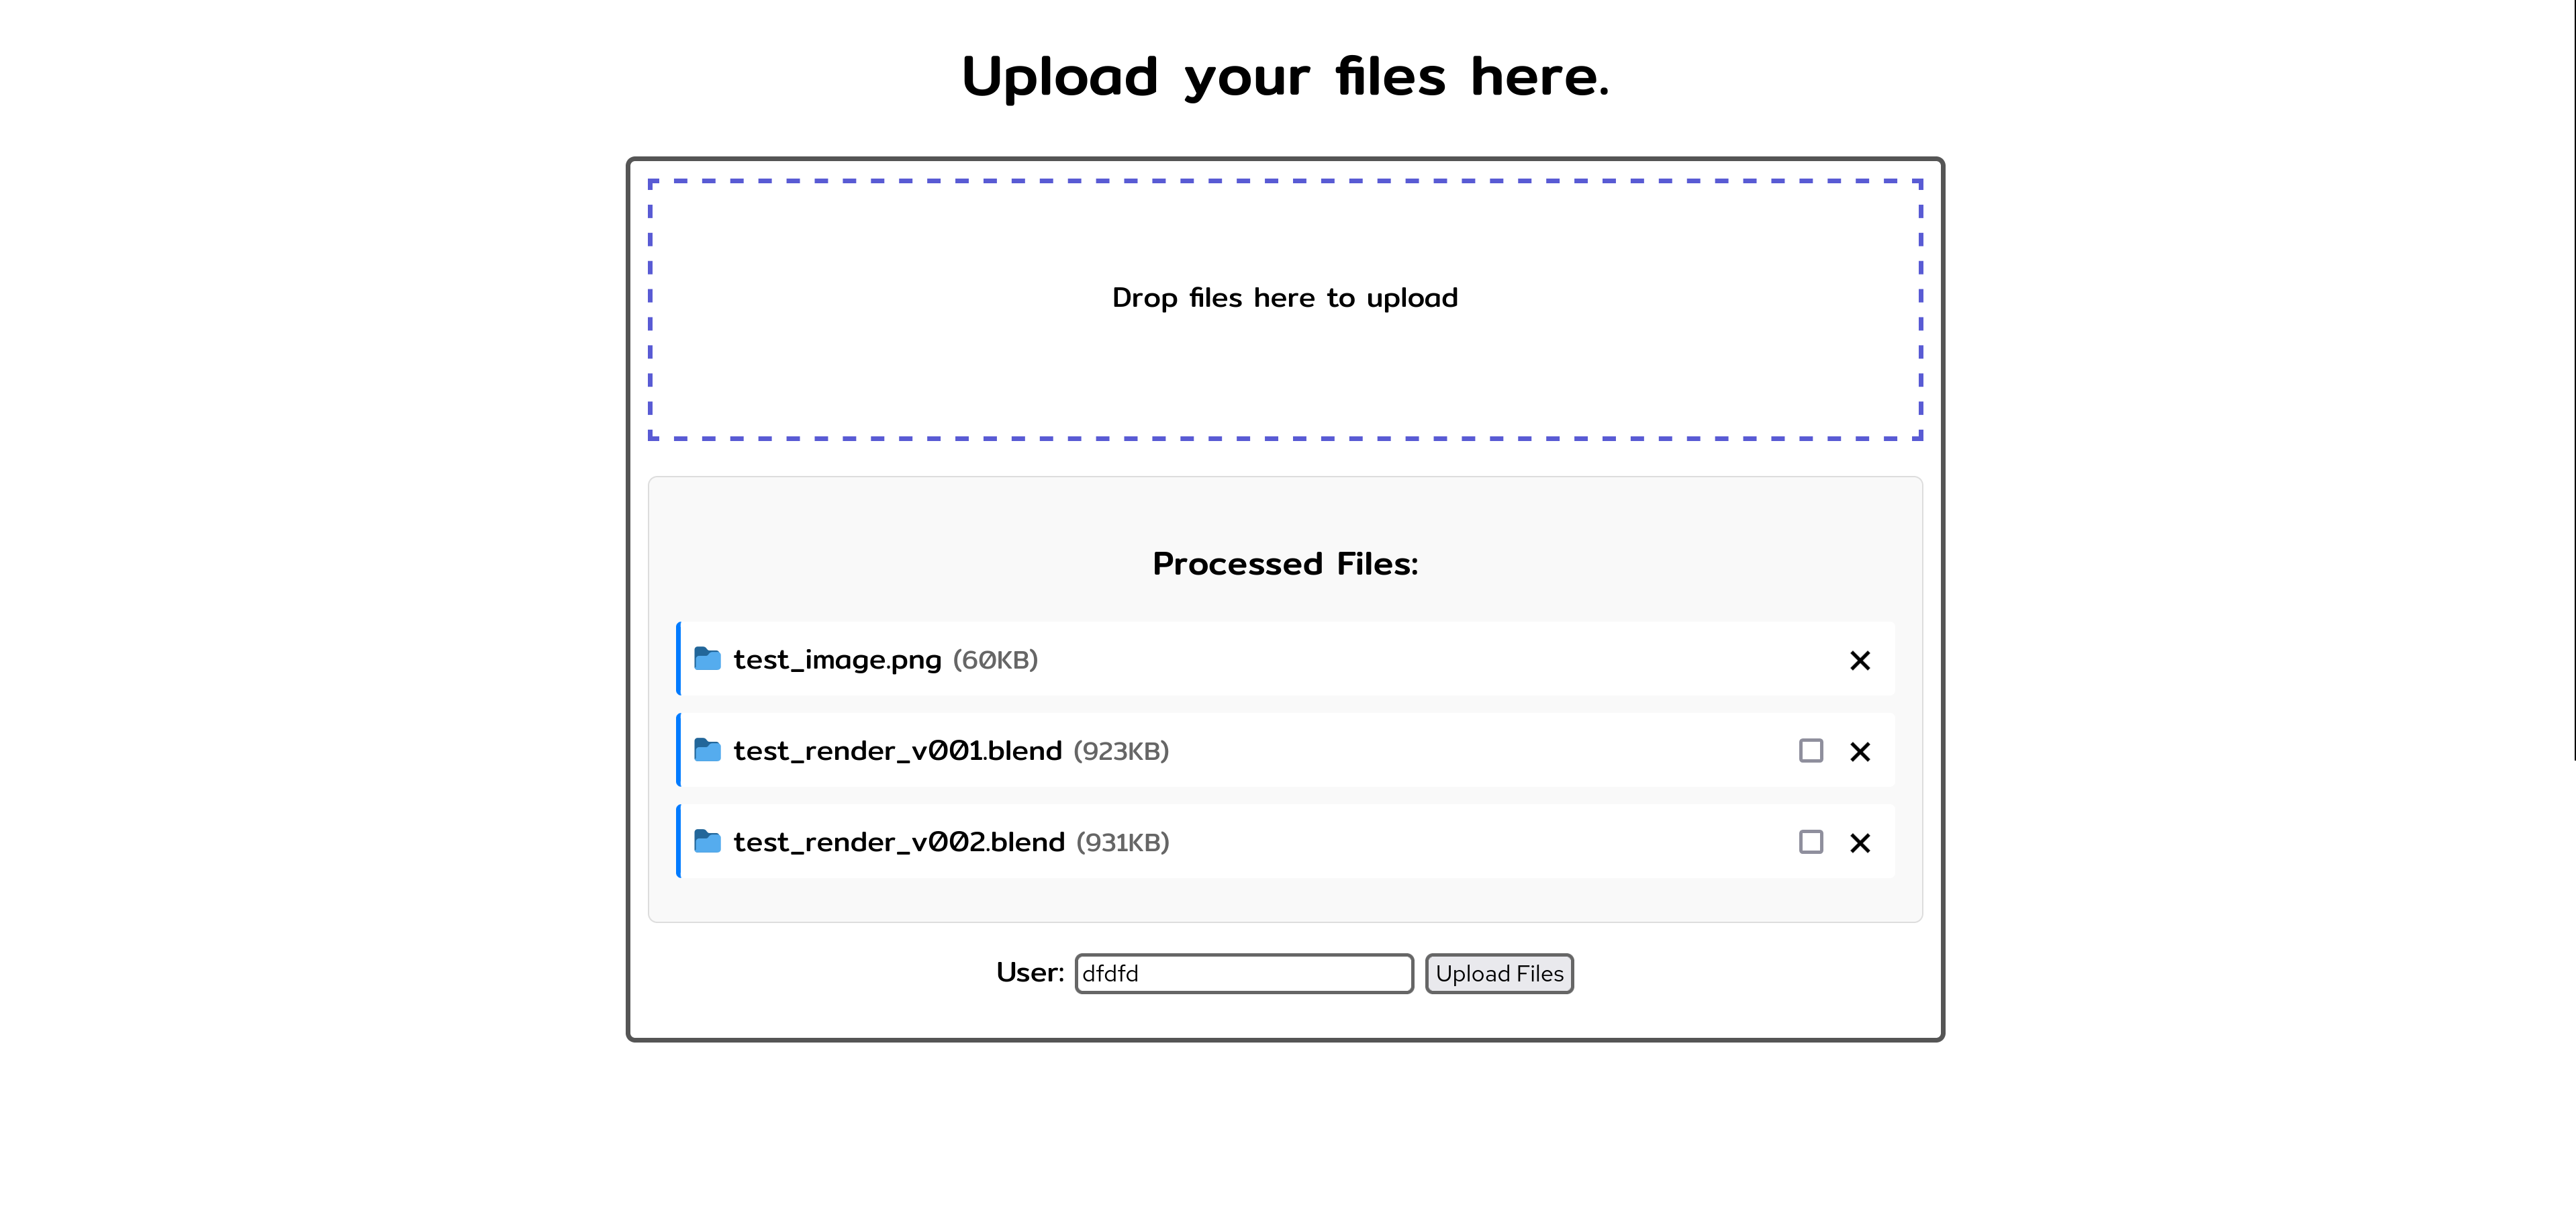 Upload your files here.
Drop files here to upload
Processed Files:
test_image.png (60KB)
test_render_v001.blend (923KB)
test_render_v002.blend (931KB)
User: dfdfd Upload Files